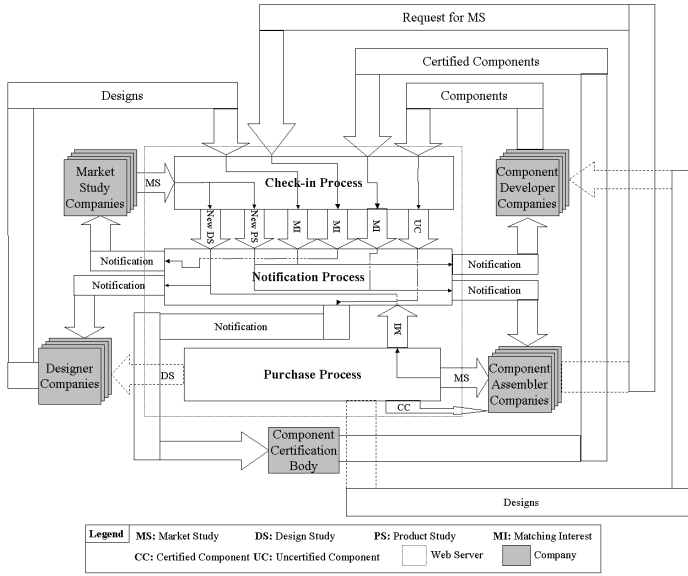 Request for MS
Certified Components
Designs
Components
Market
Study
Companies
MS
Check-in Process
Component
Developer
Companies
New DS
New PS
MI
MI
MI
UC
Notification
Notification Process
Notification
Notification
Notification
Notification
MI
Designer
Companies
DS
Purchase Process
MS
Component
Assembler
Companies
CC
Component
Certification
Body
Designs
Legend
MS: Market Study
DS: Design Study
PS: Product Study
MI: Matching Interest
CC: Certified Component
UC: Uncertified Component
Web Server
Company